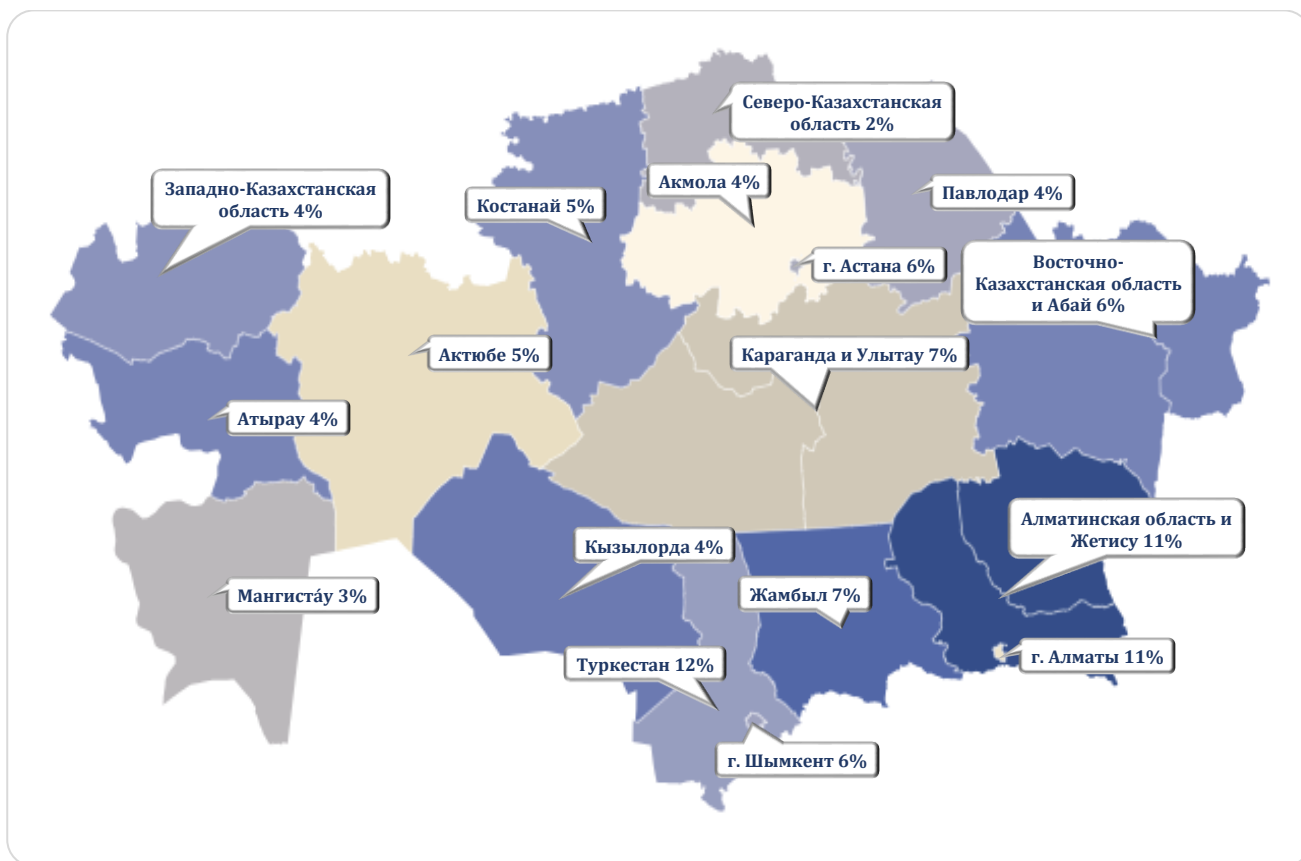 Северо-Казахстанская
область 2%
Западно-Казахстанская
область 4%
Акмола 4%
Павлодар 4%
Костанай 5%
г. Астана 6%
Восточно-
Казахстанская область
и Абай 6%
Актюбе 5%
Караганда и Улытау 7%
Атырау 4%
Алматинская область и
Жетису 11%
Кызылорда 4%
Мангиста́у 3%
Жамбыл 7%
г. Алматы 11%
Туркестан 12%
г. Шымкент 6%